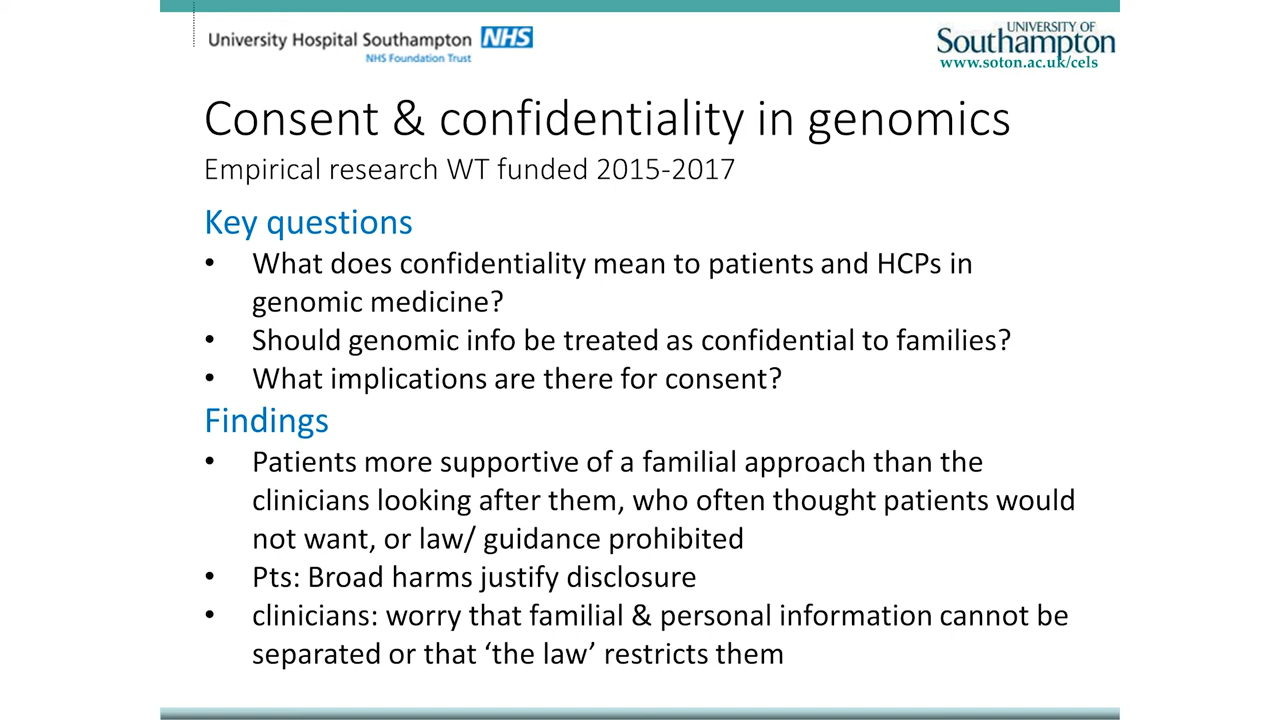 University Hospital Southampton NHS
NHS Foundation Trust
UNIVERSITY OF
Southampton
www.soton.ac.uk/cels
Consent & confidentiality in genomics
Empirical research WT funded 2015-2017
Key questions
• What does confidentiality mean to patients and HCPs in
genomic medicine?
• Should genomic info be treated as confidential to families?
• What implications are there for consent?
Findings
• Patients more supportive of a familial approach than the
clinicians looking after them, who often thought patients would
not want, or law/ guidance prohibited
• Pts: Broad harms justify disclosure
• clinicians: worry that familial & personal information cannot be
separated or that ‘the law’ restricts them